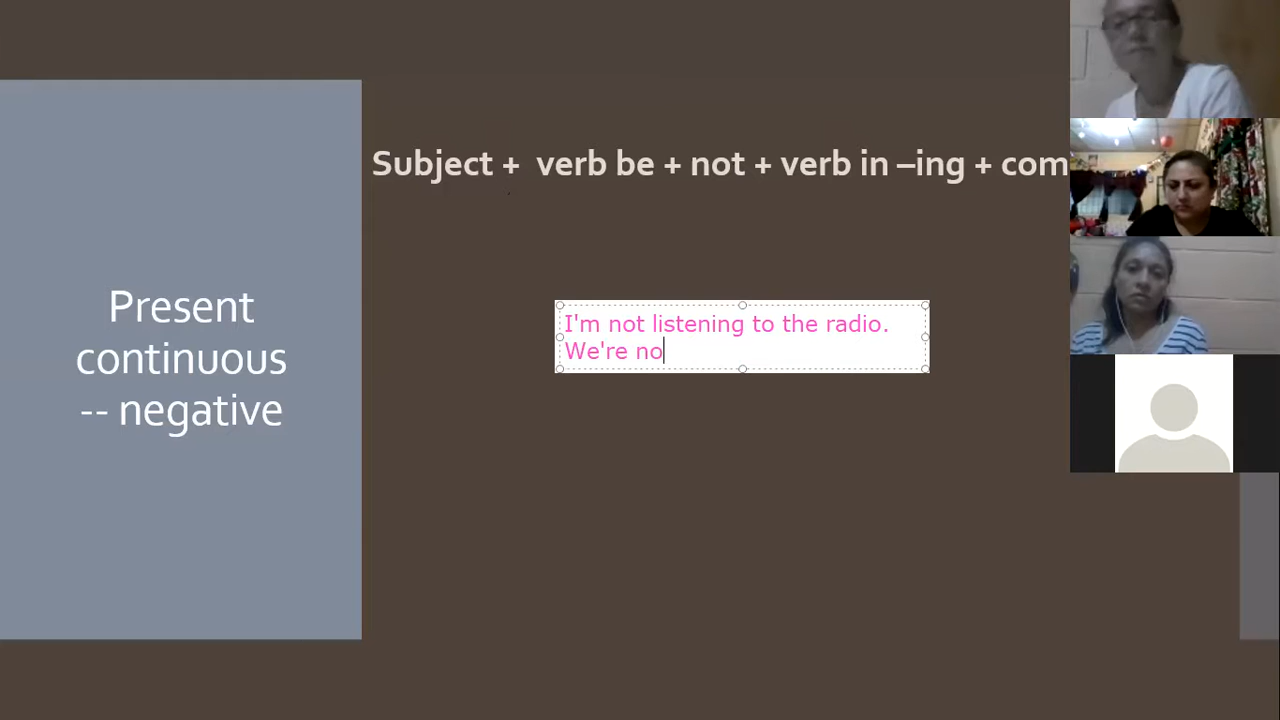 Subject + verb be + not + verb in –ing + com
Present
continuous
-- negative
I'm not listening to the radio.
We're no